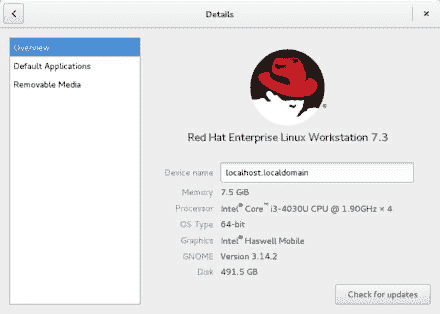 Details
Overview
Default Applications
Removable Media
®
Red Hat Enterprise Linux Workstation 7.3
Device name localhost.localdomain
Memory 7.5 GiB
Processor Intel® Core™ i3-4030U CPU @ 1.90GHz × 4
OS Type 64-bit
Graphics Intel® Haswell Mobile
GNOME Version 3.14.2
Disk 491.5 GB
Check for updates